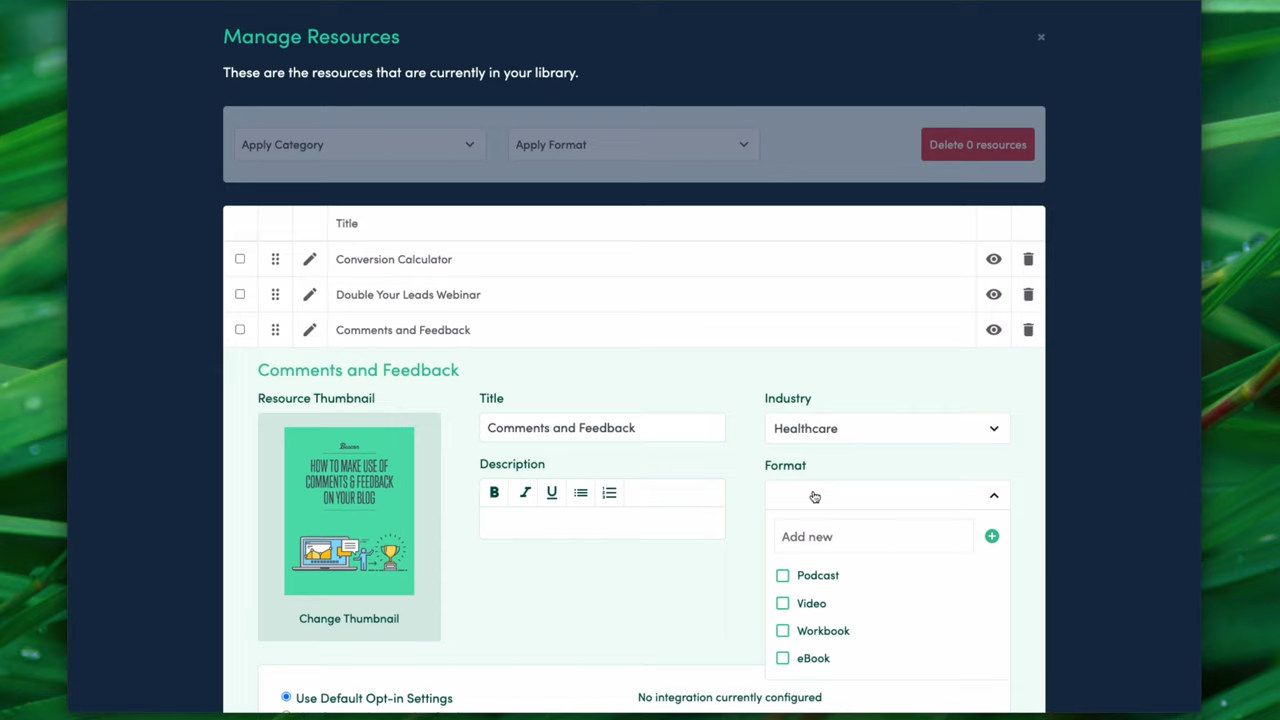 Manage Resources
×
These are the resources that are currently in your library.
Apply Category
Apply Format
Delete 0 resources
Title
Conversion Calculator
Double Your Leads Webinar
Comments and Feedback
Comments and Feedback
Resource Thumbnail
Title
Industry
Comments and Feedback
Healthcare
Description
Format
B I U
HOW TO MAKE USE OF
COMMENTS & FEEDBACK
ON YOUR BLOG
Add new
Podcast
Video
Workbook
eBook
Change Thumbnail
Use Default Opt-in Settings
No integration currently configured